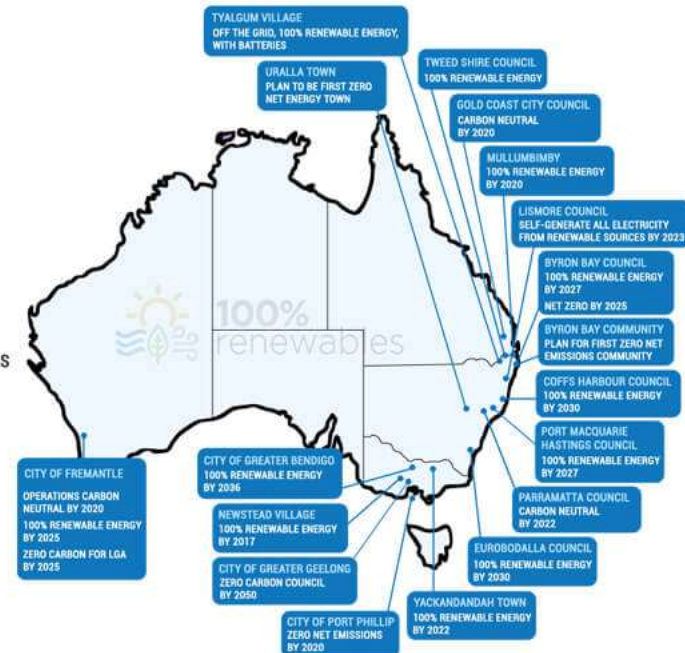 TYALGUM VILLAGE
OFF THE GRID, 100% RENEWABLE ENERGY,
WITH BATTERIES
URALLA TOWN
PLAN TO BE FIRST ZERO
NET ENERGY TOWN
TWEED SHIRE COUNCIL
100% RENEWABLE ENERGY
GOLD COAST CITY COUNCIL
CARBON NEUTRAL
BY 2020
MULLUMBIMBY
100% RENEWABLE ENERGY
BY 2020
LISMORE COUNCIL
SELF-GENERATE ALL ELECTRICITY
FROM RENEWABLE SOURCES BY 2023
BYRON BAY COUNCIL
100% RENEWABLE ENERGY
BY 2027
NET ZERO BY 2025
BYRON BAY COMMUNITY
PLAN FOR FIRST ZERO NET
EMISSIONS COMMUNITY
COFFS HARBOUR COUNCIL
100% RENEWABLE ENERGY
BY 2030
PORT MACQUARIE
HASTINGS COUNCIL
100% RENEWABLE ENERGY
BY 2027
PARRAMATTA COUNCIL
CARBON NEUTRAL
BY 2022
EUROBODALLA COUNCIL
100% RENEWABLE ENERGY
BY 2030
YACKANDANDAH TOWN
100% RENEWABLE ENERGY
BY 2022
CITY OF PORT PHILLIP
ZERO NET EMISSIONS
BY 2020
CITY OF GREATER GEELONG
ZERO CARBON COUNCIL
BY 2050
NEWSTEAD VILLAGE
100% RENEWABLE ENERGY
BY 2017
CITY OF GREATER BENDIGO
100% RENEWABLE ENERGY
BY 2036
CITY OF FREMANTLE
OPERATIONS CARBON
NEUTRAL BY 2020
100% RENEWABLE ENERGY
BY 2025
ZERO CARBON FOR LGA
BY 2025
100%
renewables
S